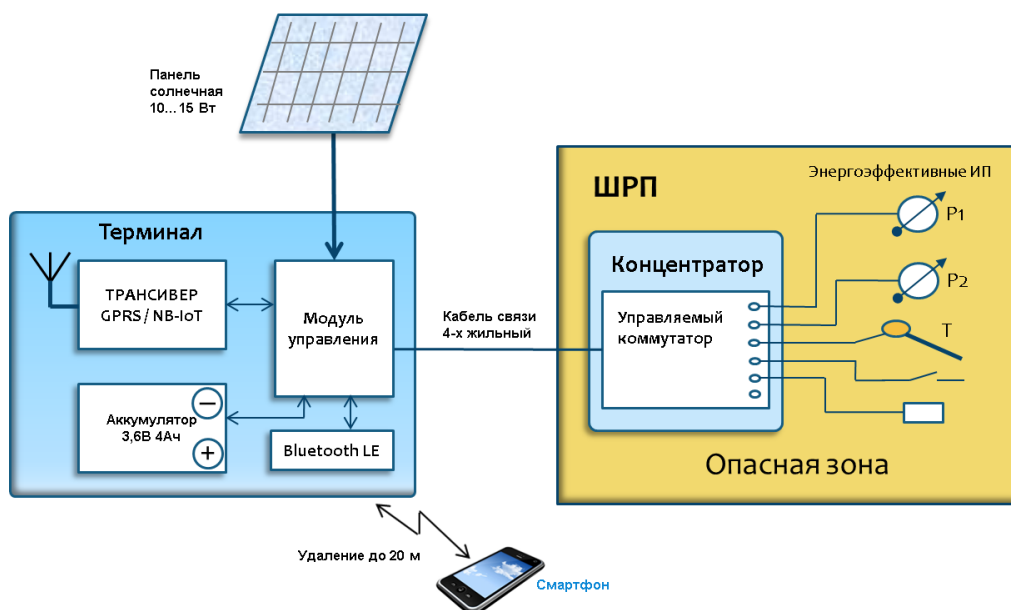 Панель
солнечная
10... 15 Вт
Терминал
ТРАНСИВЕР
GPRS / NB-IoT
Модуль
управления
Аккумулятор
3,6В 4Ач
−
+
Bluetooth LE
Кабель связи
4-х жильный
ШРП
Энергоэффективные ИП
Концентратор
Управляемый
коммутатор
P1
P2
T
Опасная зона
Удаление до 20 м
Смартфон